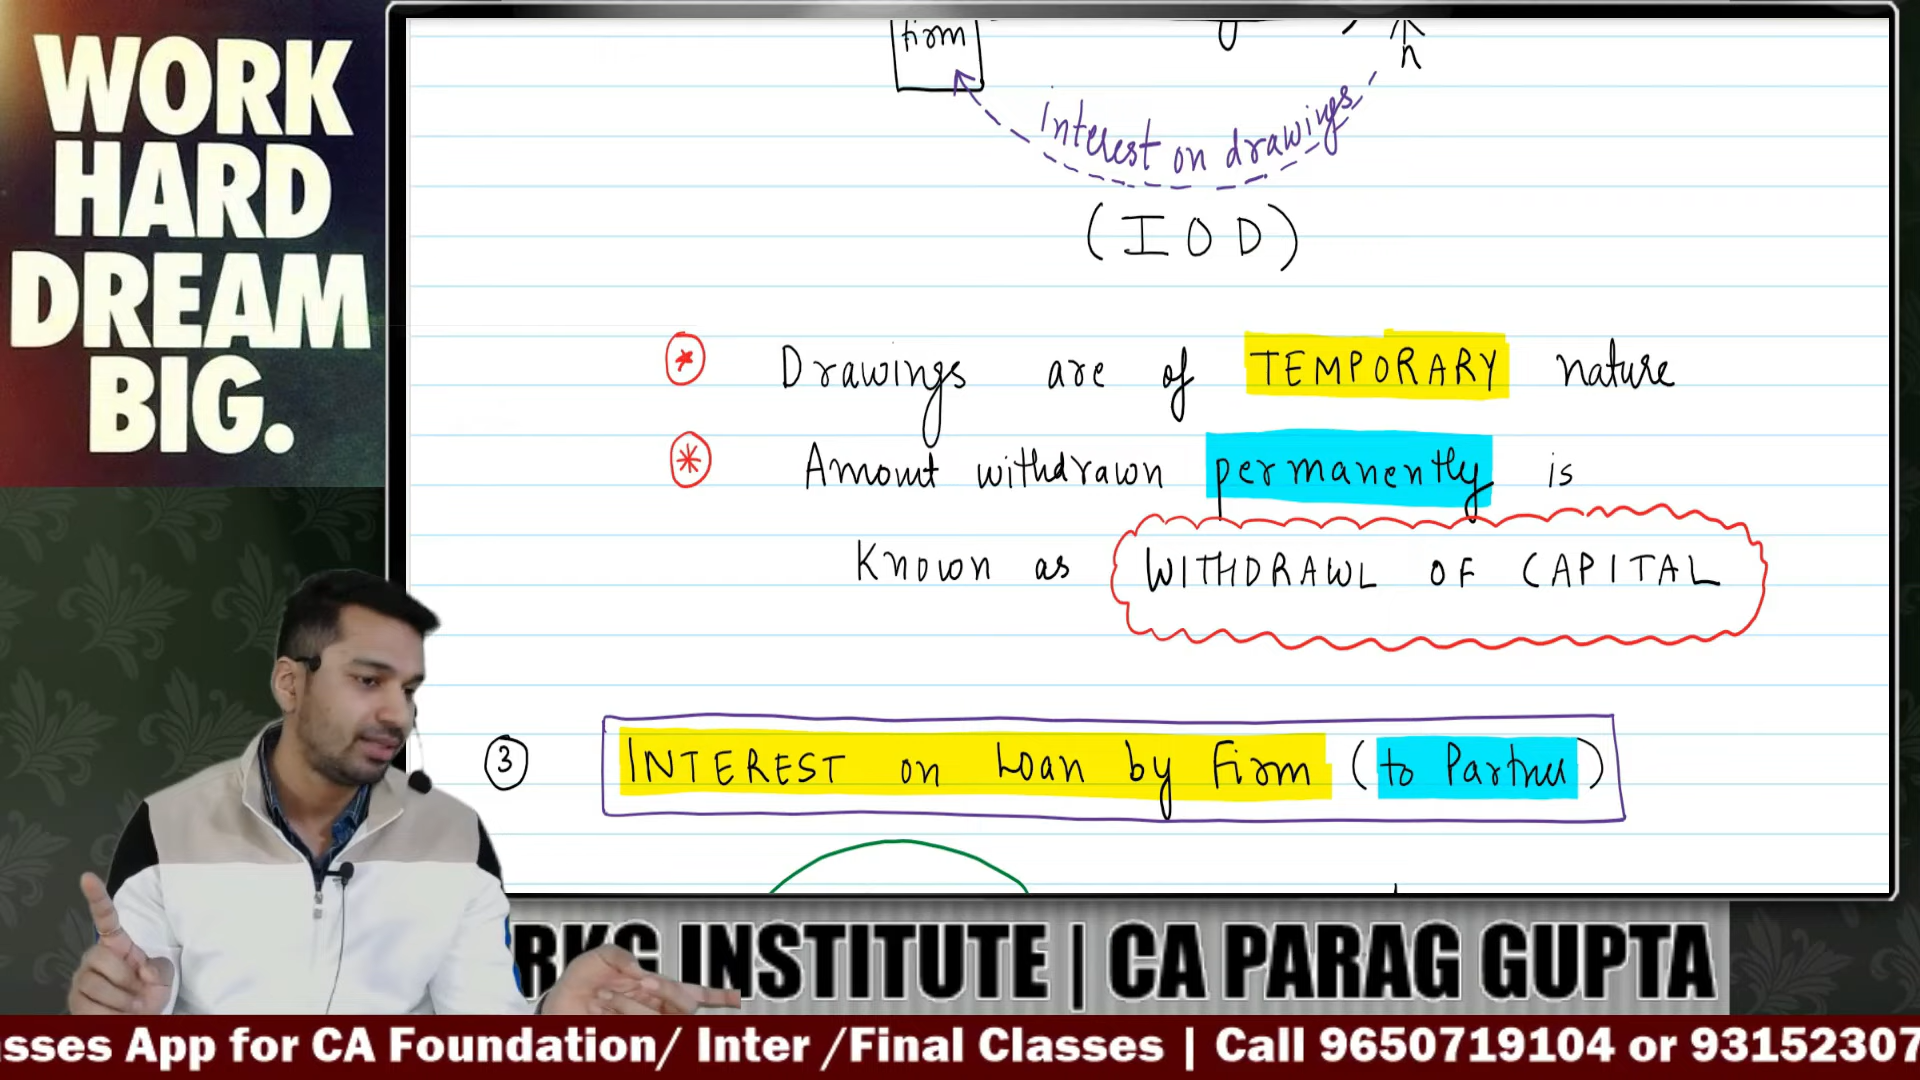 WORK
HARD
DREAM
BIG.
firm
n
Interest on drawings
(IOD)
* Drawings are of TEMPORARY nature
* Amount withdrawn permanently is
Known as WITHDRAWL OF CAPITAL
3 INTEREST on Loan by Firm (to Partner)
RKG INSTITUTE | CA PARAG GUPTA
asses App for CA Foundation/ Inter /Final Classes | Call 9650719104 or 93152307